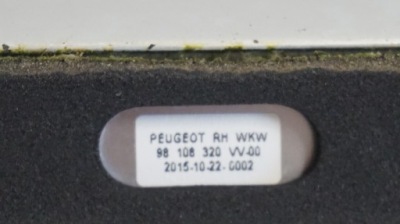 PEUGEOT RH WKW
98 108 320 VV-00
2015-10-22-0002